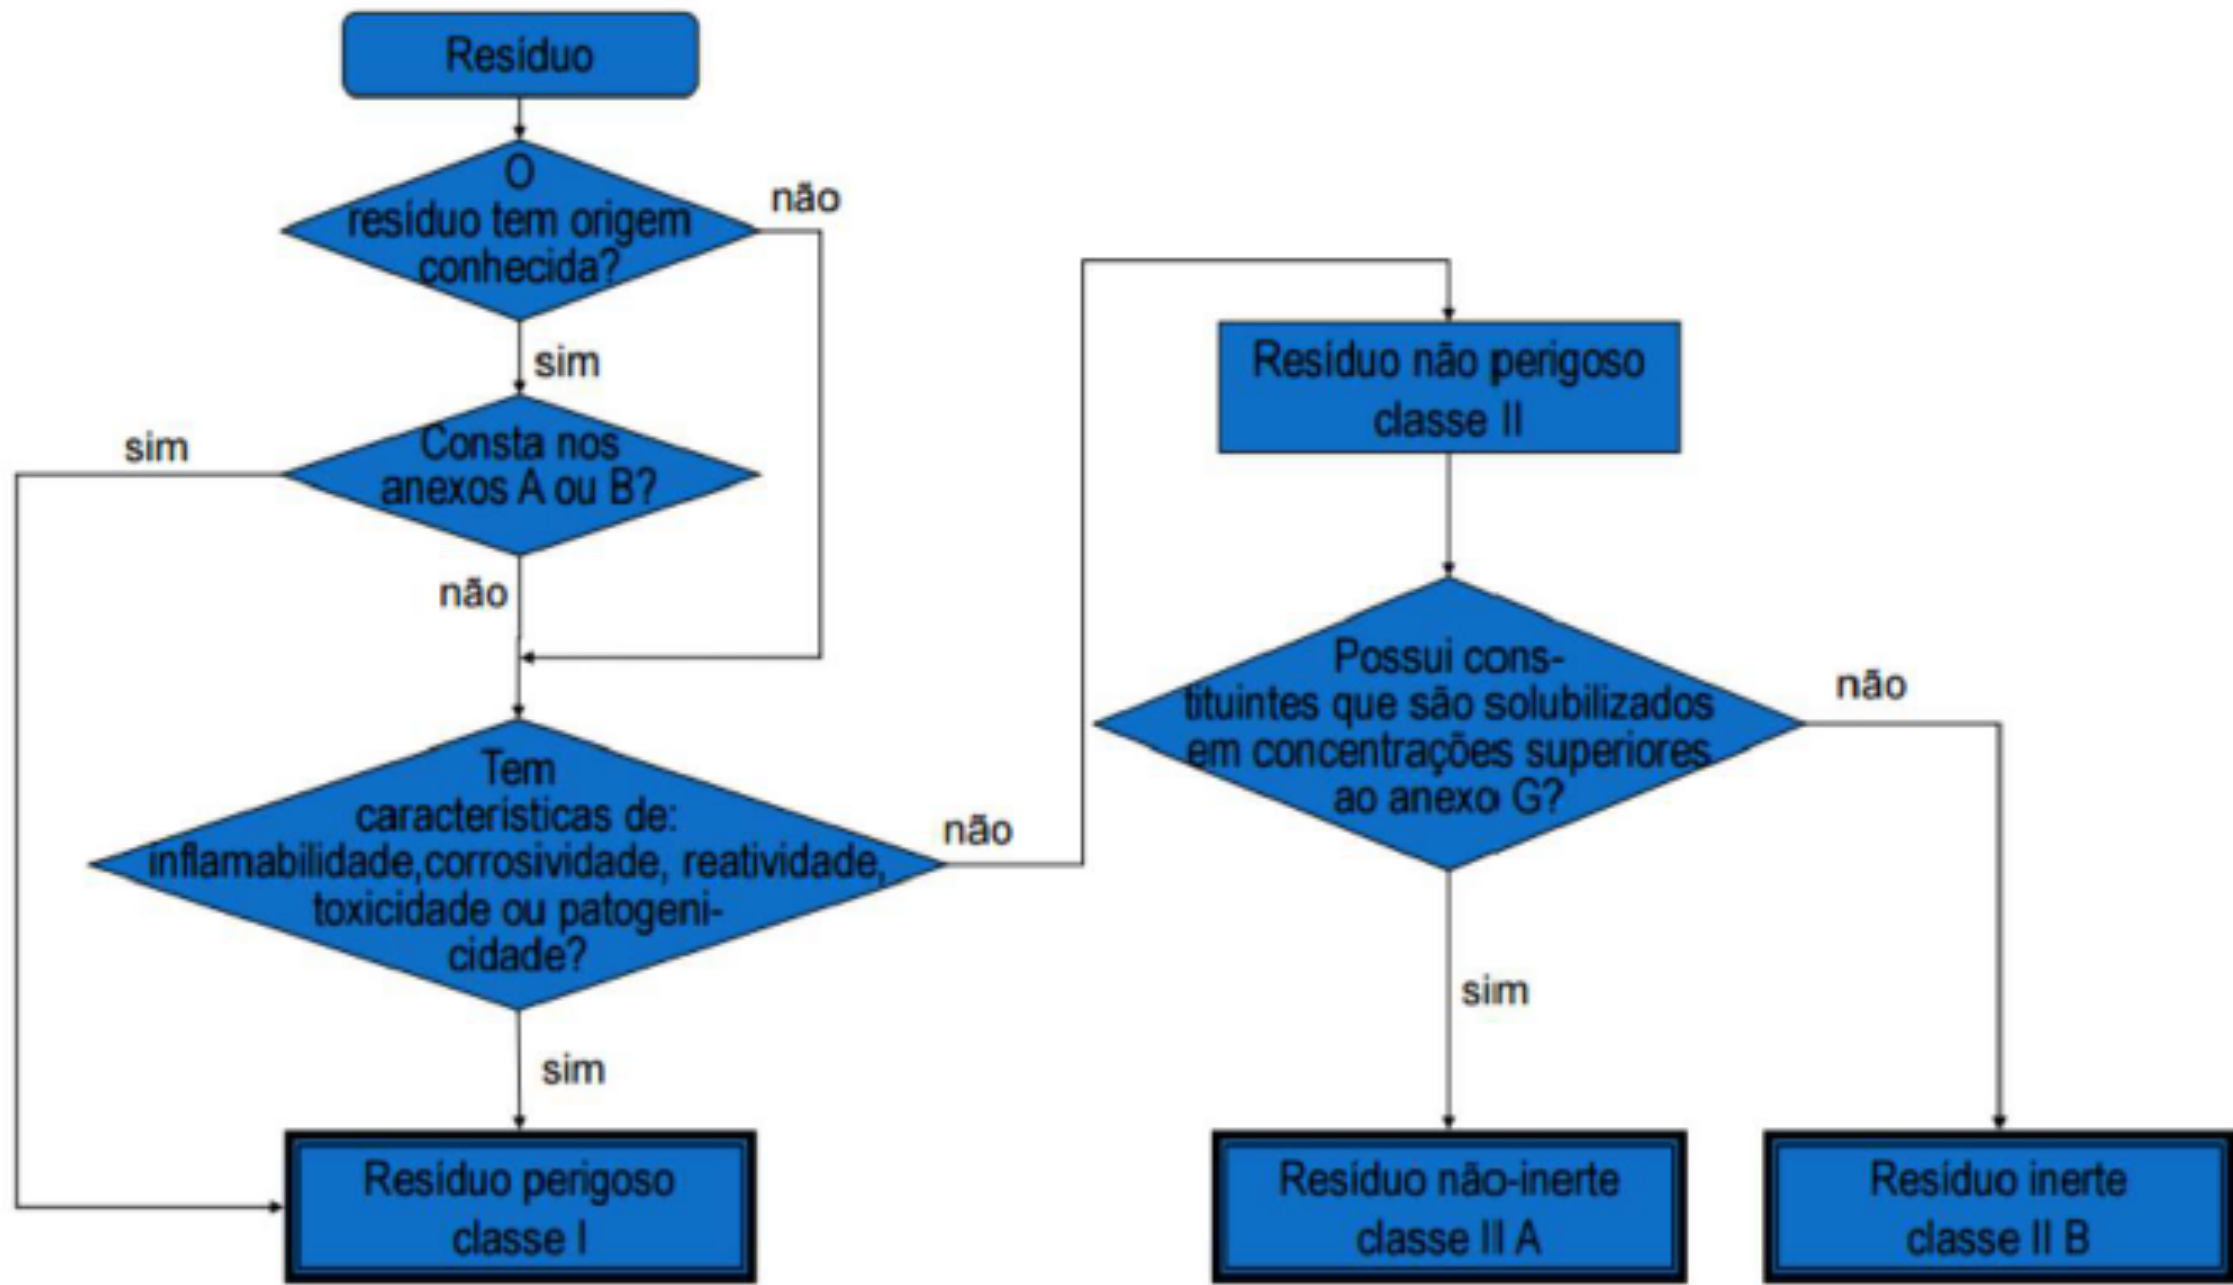 Resíduo
O
resíduo tem origem
conhecida?
não
sim
Consta nos
anexos A ou B?
sim
não
Tem
características de:
inflamabilidade,corrosividade, reatividade,
toxicidade ou patogeni-
cidade?
não
sim
Resíduo perigoso
classe I
Resíduo não perigoso
classe II
Possui cons-
tituintes que são solubilizados
em concentrações superiores
ao anexo G?
não
sim
Resíduo não-inerte
classe II A
Resíduo inerte
classe II B